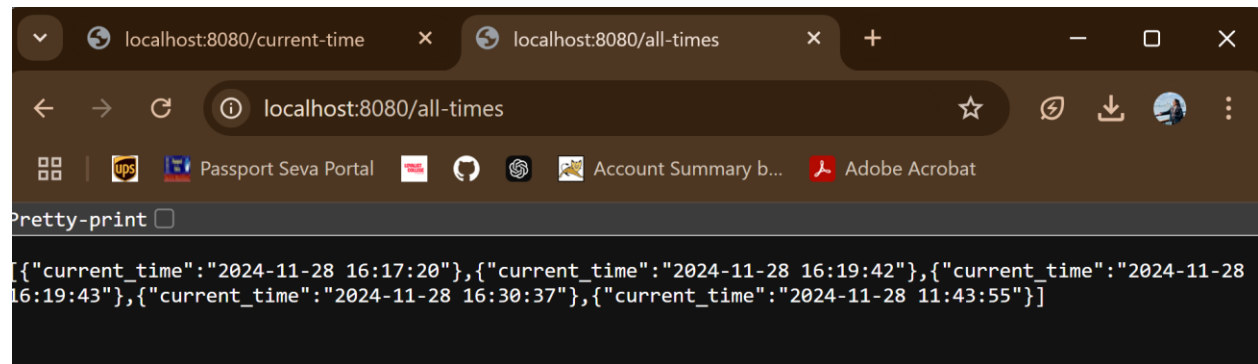 localhost:8080/current-time
localhost:8080/all-times
localhost:8080/all-times
ups
Passport Seva Portal
Account Summary b...
Adobe Acrobat
Pretty-print
[{"current_time":"2024-11-28 16:17:20"},{"current_time":"2024-11-28 16:19:42"},{"current_time":"2024-11-28
16:19:43"},{"current_time":"2024-11-28 16:30:37"},{"current_time":"2024-11-28 11:43:55"}]